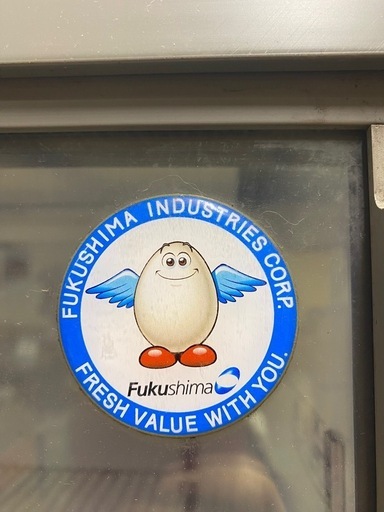 FUKUSHIMA INDUSTRIES CORP.
Fukushima
FRESH VALUE WITH YOU.